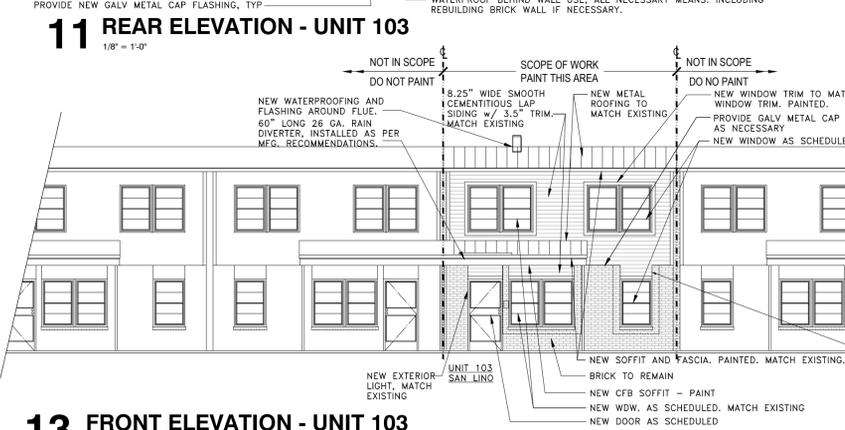 PROVIDE NEW GALV METAL CAP FLASHING, TYP
WATERPROOF BEHIND WALL USE, ALL NECESSARY MEANS. INCLUDING
REBUILDING BRICK WALL IF NECESSARY.
11 REAR ELEVATION - UNIT 103
1/8" = 1'-0"
NOT IN SCOPE
DO NOT PAINT
SCOPE OF WORK
PAINT THIS AREA
NOT IN SCOPE
DO NO PAINT
NEW WATERPROOFING AND
FLASHING AROUND FLUE.
60" LONG 26 GA. RAIN
DIVERTER, INSTALLED AS PER
MFG. RECOMMENDATIONS.
8.25" WIDE SMOOTH
CEMENTITIOUS LAP
SIDING w/ 3.5" TRIM.
MATCH EXISTING
NEW METAL
ROOFING TO
MATCH EXISTING
NEW WINDOW TRIM TO MAT
WINDOW TRIM. PAINTED.
PROVIDE GALV METAL CAP
AS NECESSARY
NEW WINDOW AS SCHEDULE
NEW EXTERIOR
LIGHT, MATCH
EXISTING
UNIT 103
SAN LINO
NEW SOFFIT AND FASCIA. PAINTED. MATCH EXISTING.
BRICK TO REMAIN
NEW CFB SOFFIT - PAINT
NEW WDW. AS SCHEDULED. MATCH EXISTING
NEW DOOR AS SCHEDULED
13 FRONT ELEVATION - UNIT 103